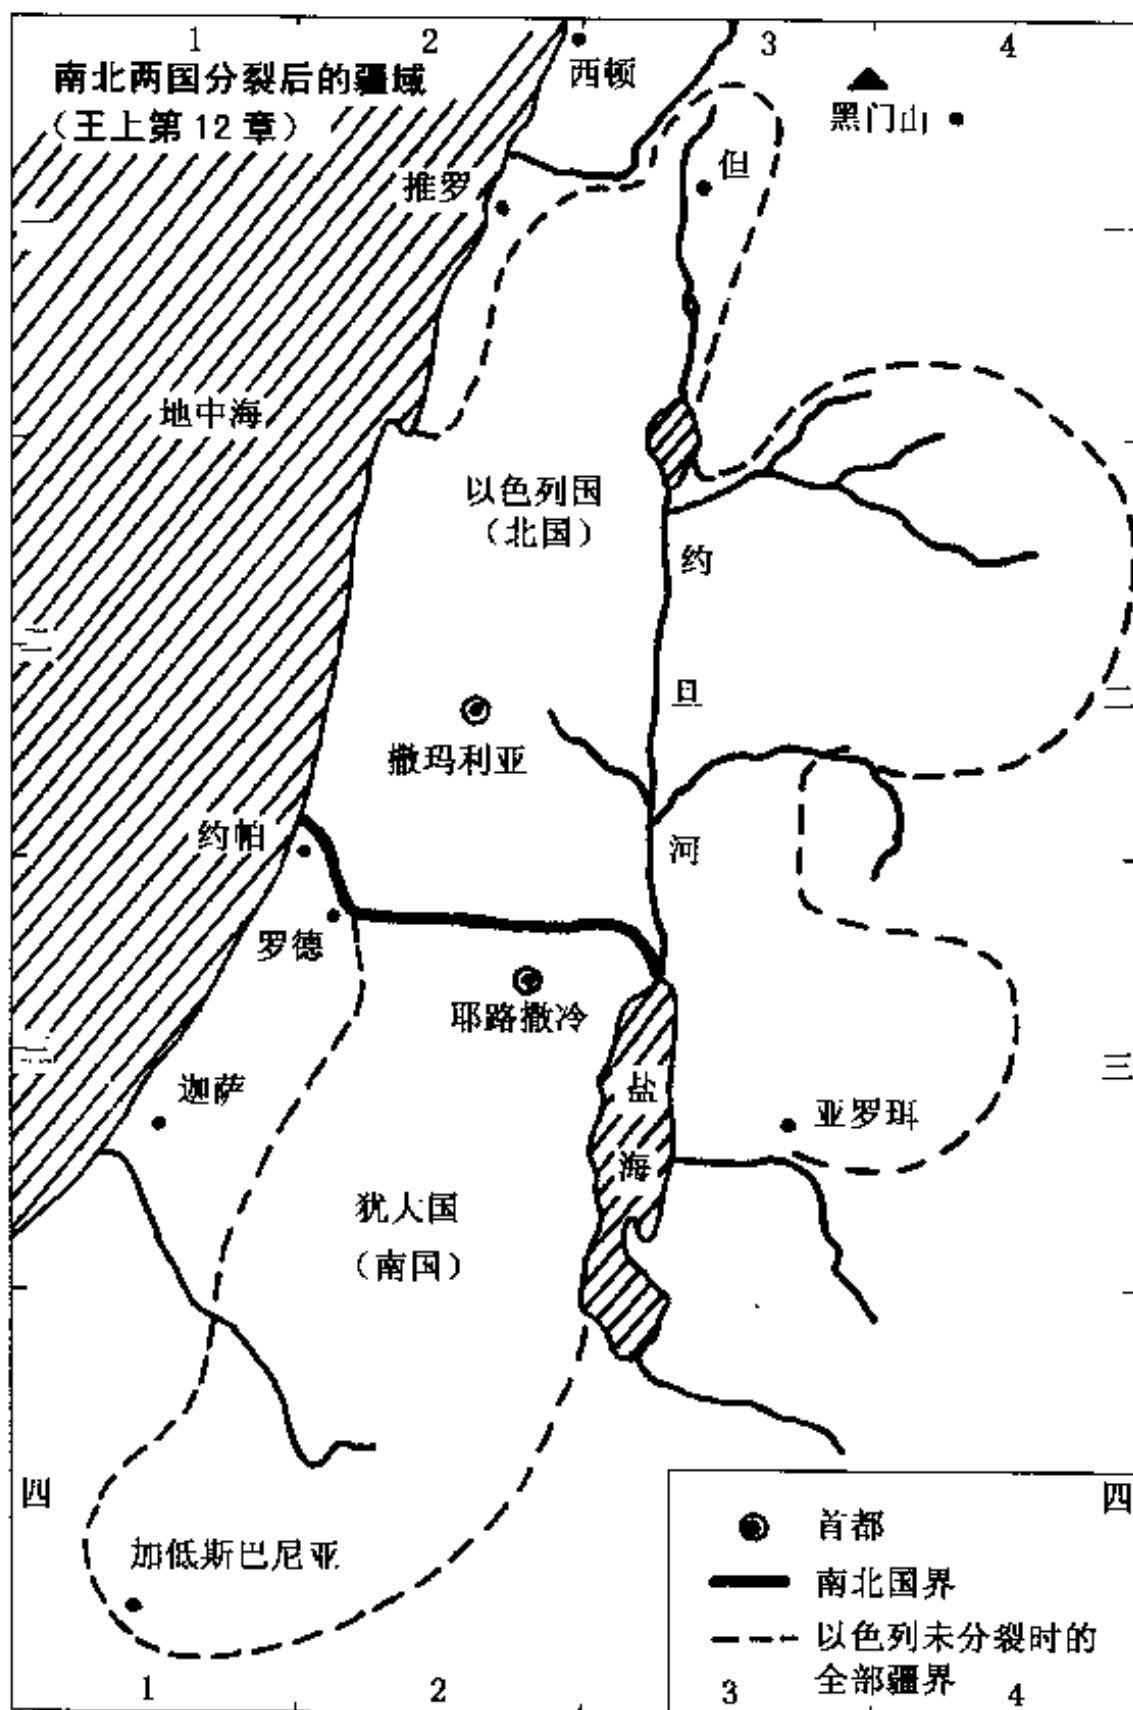 1 2 3 4
南北两国分裂后的疆域
（王上第 12 章）
西顿
黑门山
但
推罗
一 一
地中海
以色列国
（北国）
约
旦
河
二 二
撒玛利亚
约帕
罗德
耶路撒冷
三 三
迦萨
盐
海
亚罗珥
犹大国
（南国）
四 四
加低斯巴尼亚
首都
南北国界
以色列未分裂时的
全部疆界
1 2 3 4